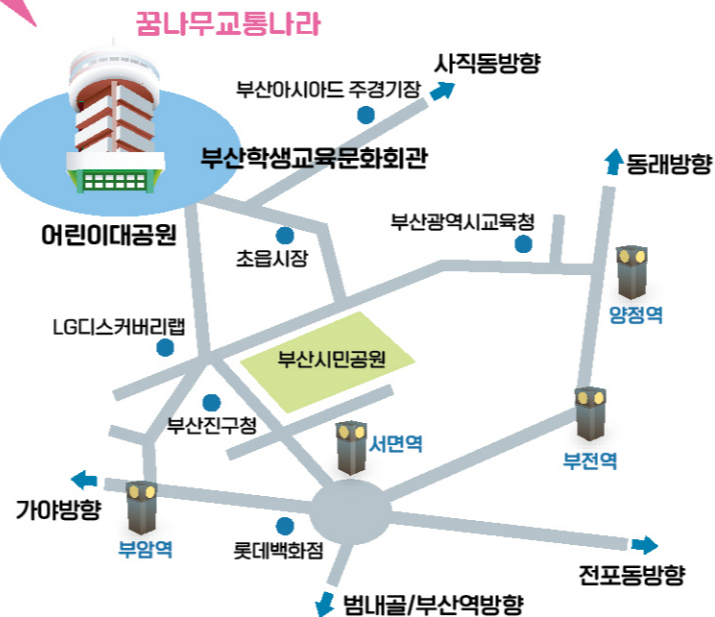 꿈나무교통나라
사직동방향
부산아시아드 주경기장
부산학생교육문화회관
동래방향
어린이대공원
부산광역시교육청
초읍시장
양정역
LG디스커버리랩
부산시민공원
부산진구청
서면역
부전역
가야방향
부암역
롯데백화점
전포동방향
범내골/부산역방향